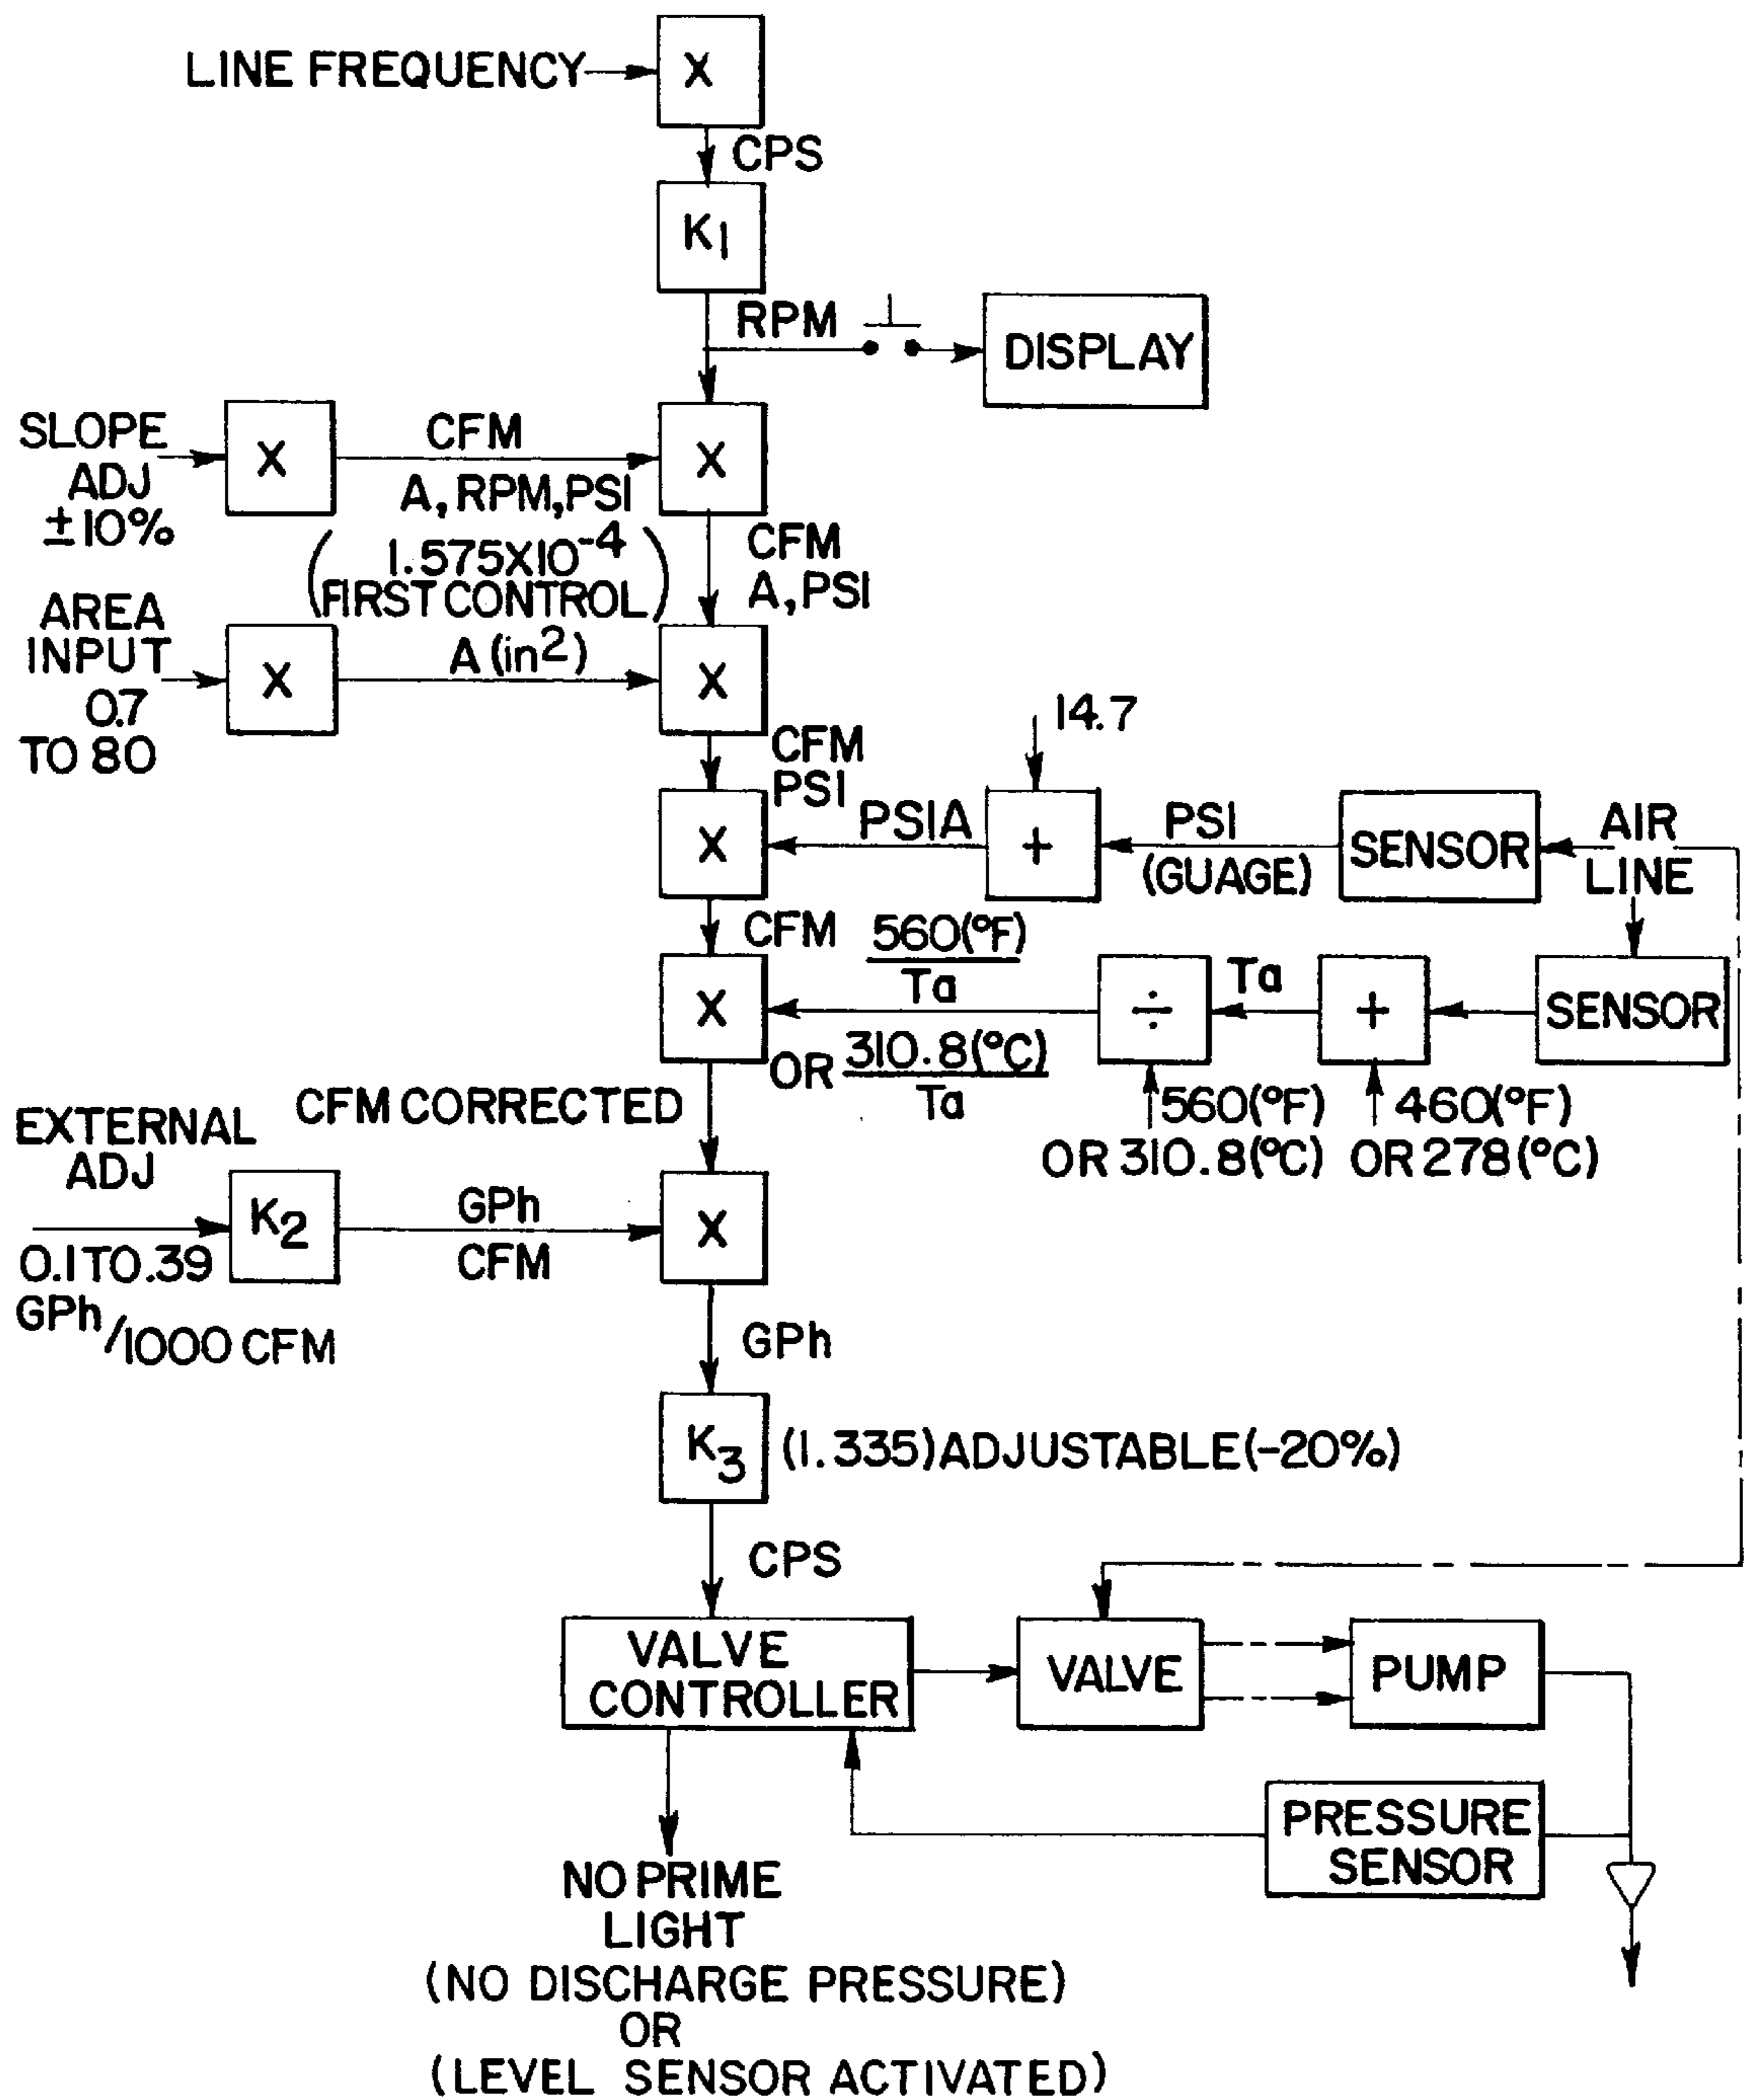 LINE FREQUENCY
X
CPS
K1
RPM
DISPLAY
SLOPE
ADJ
±10%
X
CFM
A, RPM, PSI
X
(1.575X10-4
FIRST CONTROL)
CFM
A, PSI
AREA
INPUT
0.7
TO 80
X
A (in2)
X
CFM
PSI
14.7
X
PSIA
+
PSI
(GUAGE)
SENSOR
AIR
LINE
CFM
560(°F)
Ta
X
OR 310.8(°C)
Ta
÷
Ta
+
SENSOR
560(°F)
OR 310.8(°C)
460(°F)
OR 278(°C)
CFM CORRECTED
EXTERNAL
ADJ
K2
0.1 TO .39
GPh/1000 CFM
GPh
CFM
X
GPh
K3
(1.335) ADJUSTABLE (-20%)
CPS
VALVE
CONTROLLER
VALVE
PUMP
PRESSURE
SENSOR
NO PRIME
LIGHT
(NO DISCHARGE PRESSURE)
OR
(LEVEL SENSOR ACTIVATED)